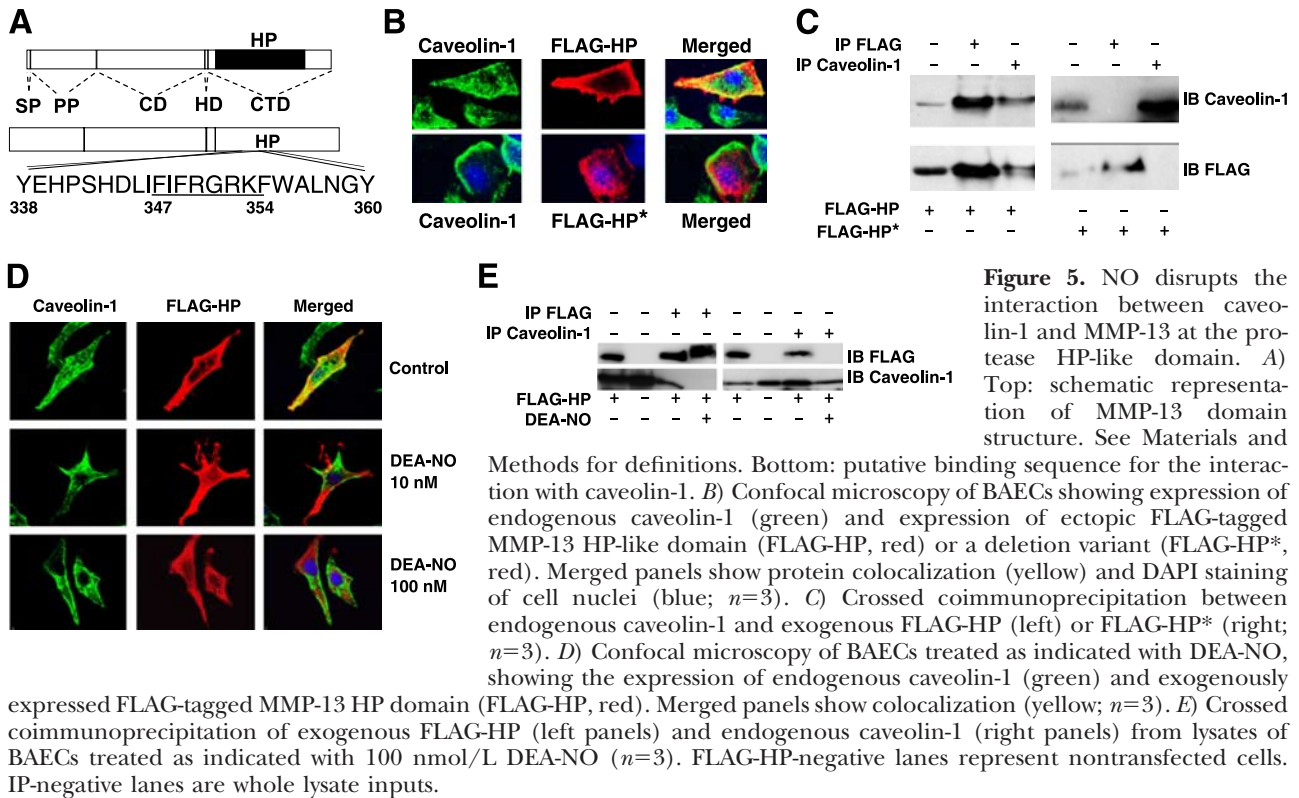 A
HP
SP PP CD HD CTD
HP
YEHPSHDLIFIFRGRKFWALNGY
338 347 354 360
B
Caveolin-1 FLAG-HP Merged
Caveolin-1 FLAG-HP* Merged
C
IP FLAG – + – – + –
IP Caveolin-1 – – + – – +
IB Caveolin-1
IB FLAG
FLAG-HP + + + – – –
FLAG-HP* – – – + + +
D
Caveolin-1 FLAG-HP Merged
Control
DEA-NO
10 nM
DEA-NO
100 nM
E
IP FLAG – – + + – – – –
IP Caveolin-1 – – – – – – + +
IB FLAG
IB Caveolin-1
FLAG-HP + – + + + – + +
DEA-NO – – – + – – – +
Figure 5. NO disrupts the
interaction between caveo-
lin-1 and MMP-13 at the pro-
tease HP-like domain. A)
Top: schematic representa-
tion of MMP-13 domain
structure. See Materials and
Methods for definitions. Bottom: putative binding sequence for the interac-
tion with caveolin-1. B) Confocal microscopy of BAECs showing expression of
endogenous caveolin-1 (green) and expression of ectopic FLAG-tagged
MMP-13 HP-like domain (FLAG-HP, red) or a deletion variant (FLAG-HP*,
red). Merged panels show protein colocalization (yellow) and DAPI staining
of cell nuclei (blue; n=3). C) Crossed coimmunoprecipitation between
endogenous caveolin-1 and exogenous FLAG-HP (left) or FLAG-HP* (right;
n=3). D) Confocal microscopy of BAECs treated as indicated with DEA-NO,
showing the expression of endogenous caveolin-1 (green) and exogenously
expressed FLAG-tagged MMP-13 HP domain (FLAG-HP, red). Merged panels show colocalization (yellow; n=3). E) Crossed
coimmunoprecipitation of exogenous FLAG-HP (left panels) and endogenous caveolin-1 (right panels) from lysates of
BAECs treated as indicated with 100 nmol/L DEA-NO (n=3). FLAG-HP-negative lanes represent nontransfected cells.
IP-negative lanes are whole lysate inputs.